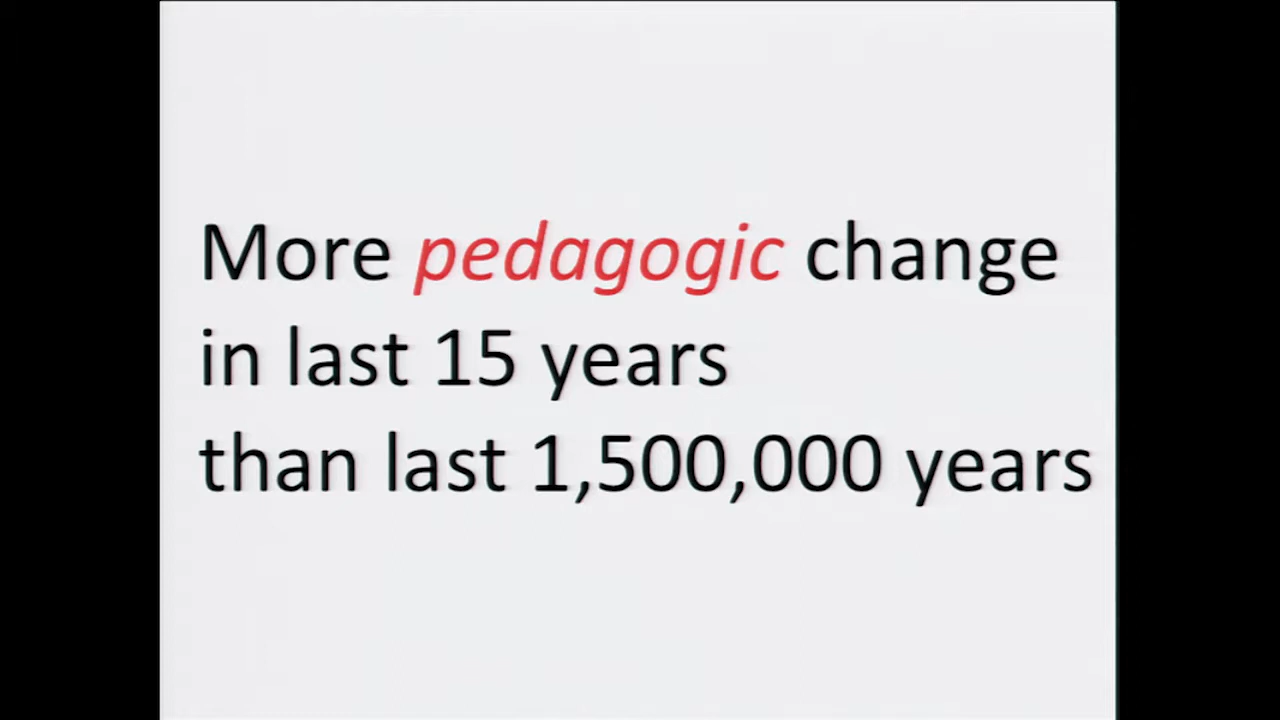 More pedagogic change
in last 15 years
than last 1,500,000 years